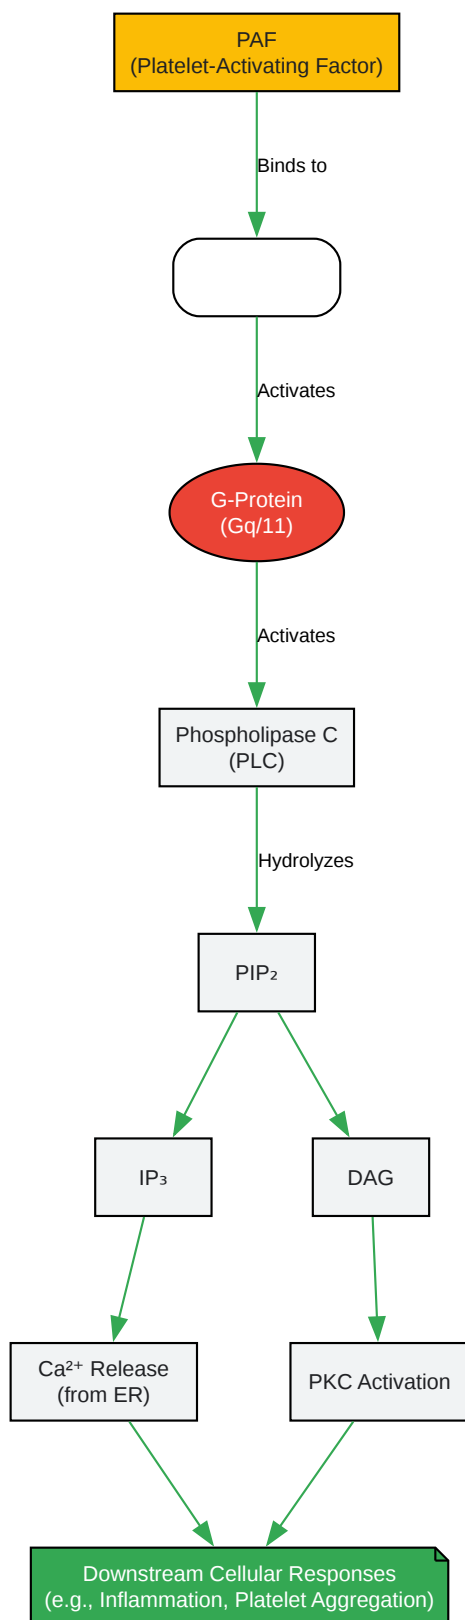 PAF
(Platelet-Activating Factor)
Binds to
Activates
G-Protein
(Gq/11)
Activates
Phospholipase C
(PLC)
Hydrolyzes
PIP₂
IP₃
DAG
Ca²⁺ Release
(from ER)
PKC Activation
Downstream Cellular Responses
(e.g., Inflammation, Platelet Aggregation)